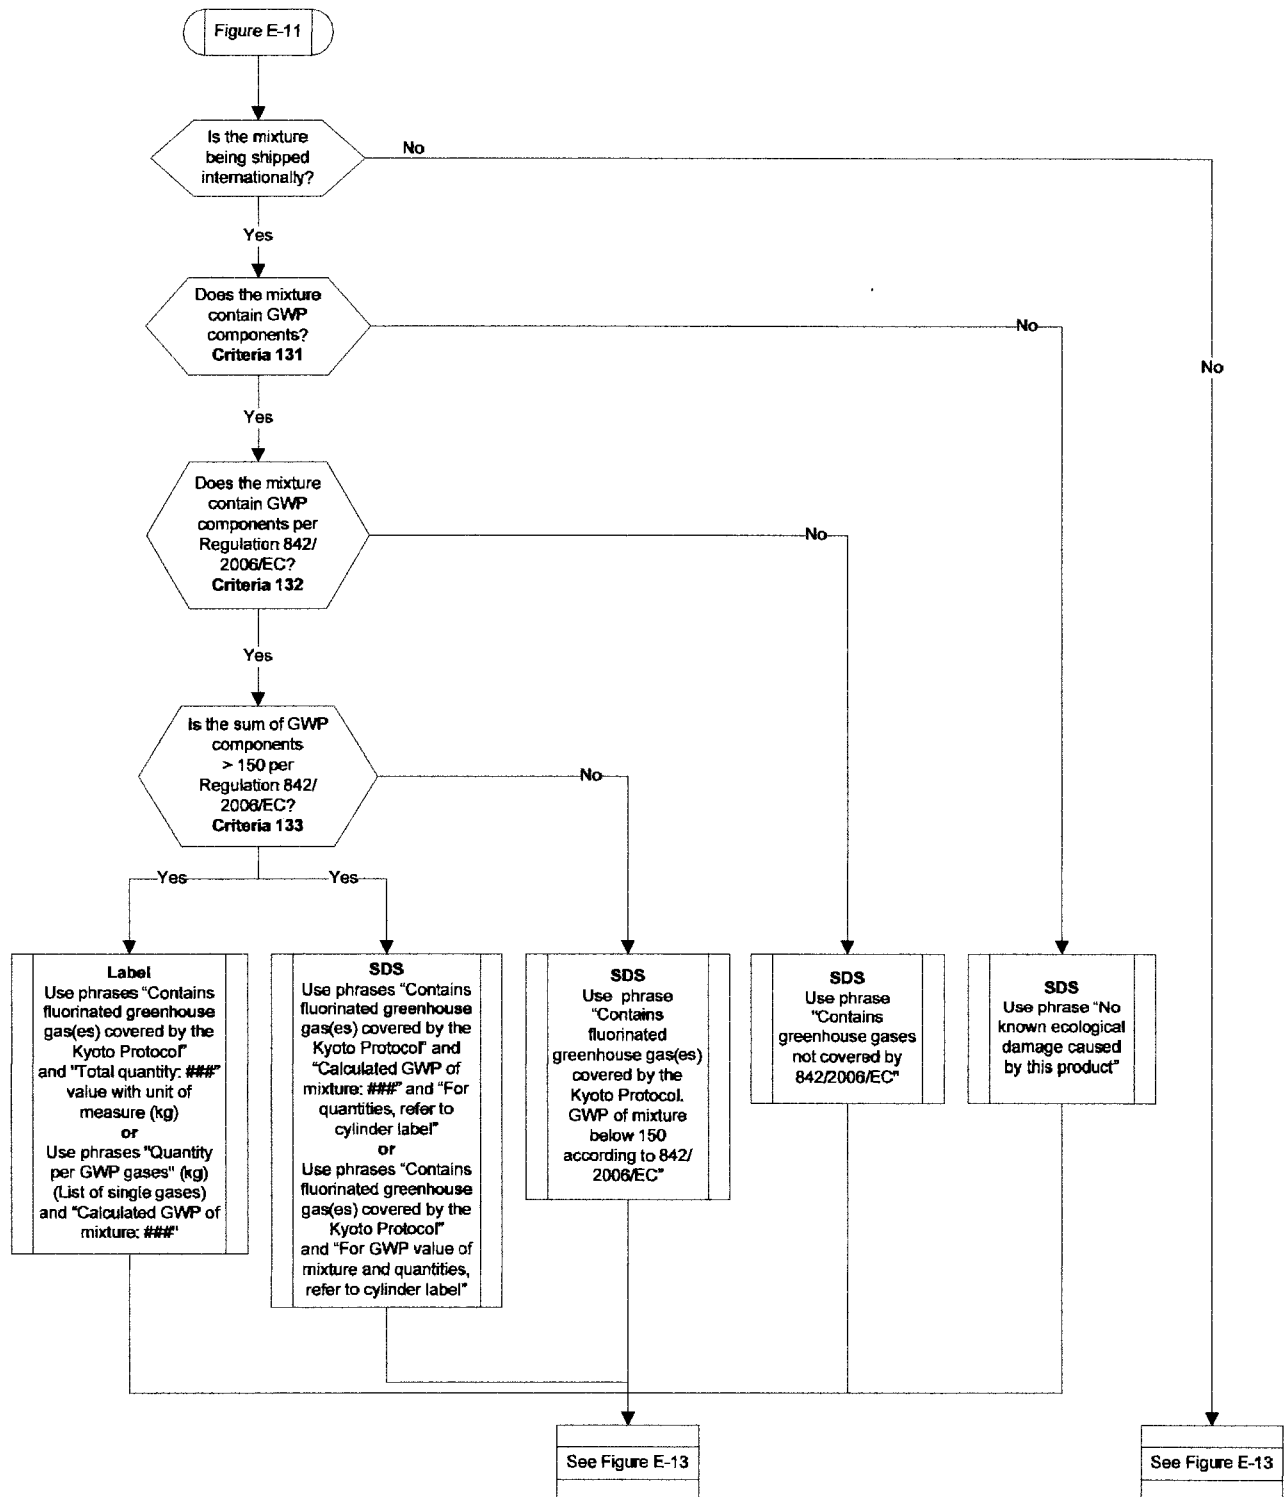 Figure E-11
Is the mixture
being shipped
internationally?
No
Yes
Does the mixture
contain GWP
components?
Criteria 131
No
No
Yes
Does the mixture
contain GWP
components per
Regulation 842/
2006/EC?
Criteria 132
No
Yes
Is the sum of GWP
components
> 150 per
Regulation 842/
2006/EC?
Criteria 133
No
Yes
Yes
Label
Use phrases “Contains
fluorinated greenhouse
gas(es) covered by the
Kyoto Protocol”
and "Total quantity: ###"
value with unit of
measure (kg)
or
Use phrases "Quantity
per GWP gases" (kg)
(List of single gases)
and “Calculated GWP of
mixture: ###"
SDS
Use phrases “Contains
fluorinated greenhouse
gas(es) covered by the
Kyoto Protocol” and
“Calculated GWP of
mixture: ###” and “For
quantities, refer to
cylinder label”
or
Use phrases “Contains
fluorinated greenhouse
gas(es) covered by the
Kyoto Protocol”
and “For GWP value of
mixture and quantities,
refer to cylinder label”
SDS
Use phrase
“Contains
fluorinated
greenhouse gas(es)
covered by the
Kyoto Protocol.
GWP of mixture
below 150
according to 842/
2006/EC”
SDS
Use phrase
"Contains
greenhouse gases
not covered by
842/2006/EC"
SDS
Use phrase “No
known ecological
damage caused
by this product”
See Figure E-13
See Figure E-13